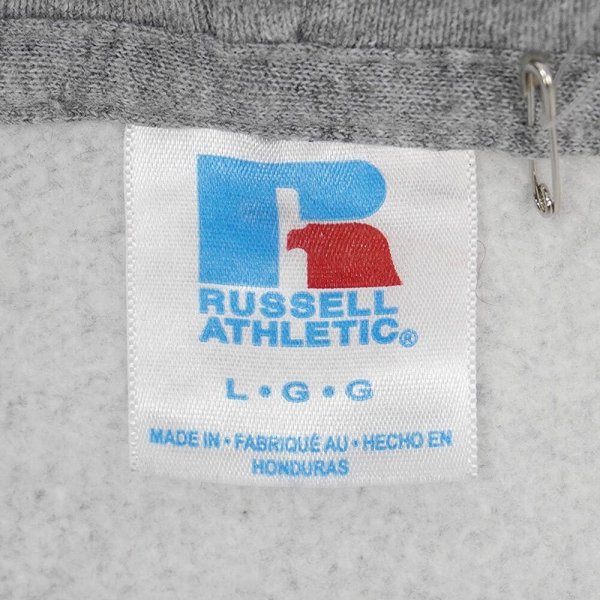 RUSSELL
ATHLETIC®
L • G • G
MADE IN • FABRIQUÉ AU • HECHO EN
HONDURAS